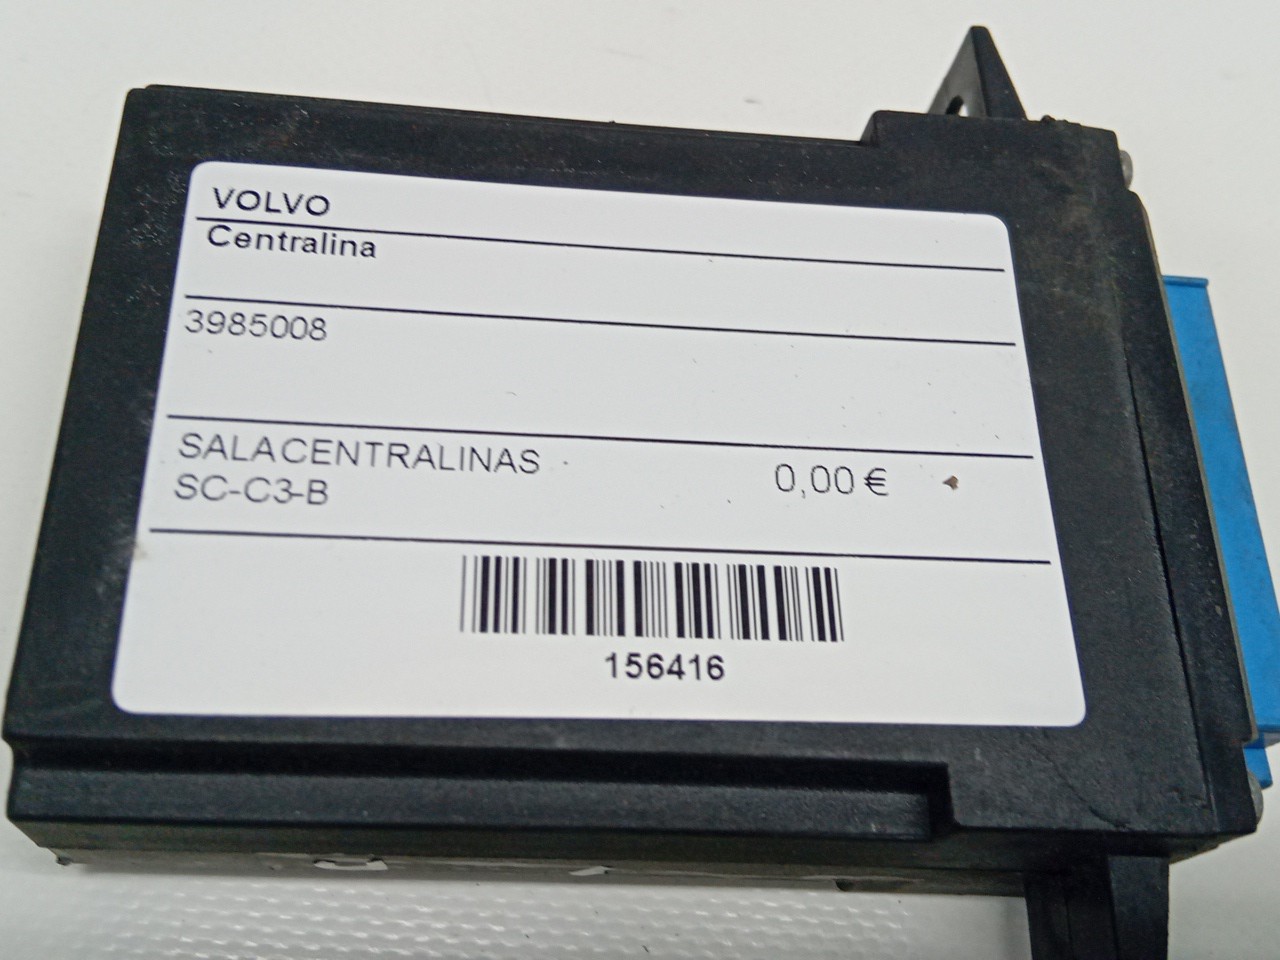 VOLVO
Centralina
3985008
SALACENTRALINAS
0,00€
SC-C3-B
156416